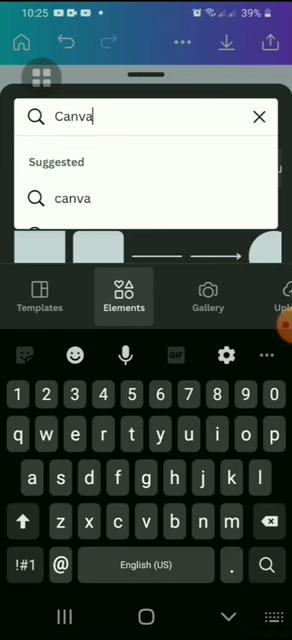 10:25
39%
Canva
Suggested
canva
Templates
Elements
Gallery
GIF
1 2 3 4 5 6 7 8 9 0
q w e r t y u i o p
a s d f g h j k l
z x c v b n m
!#1 @ English (US) .